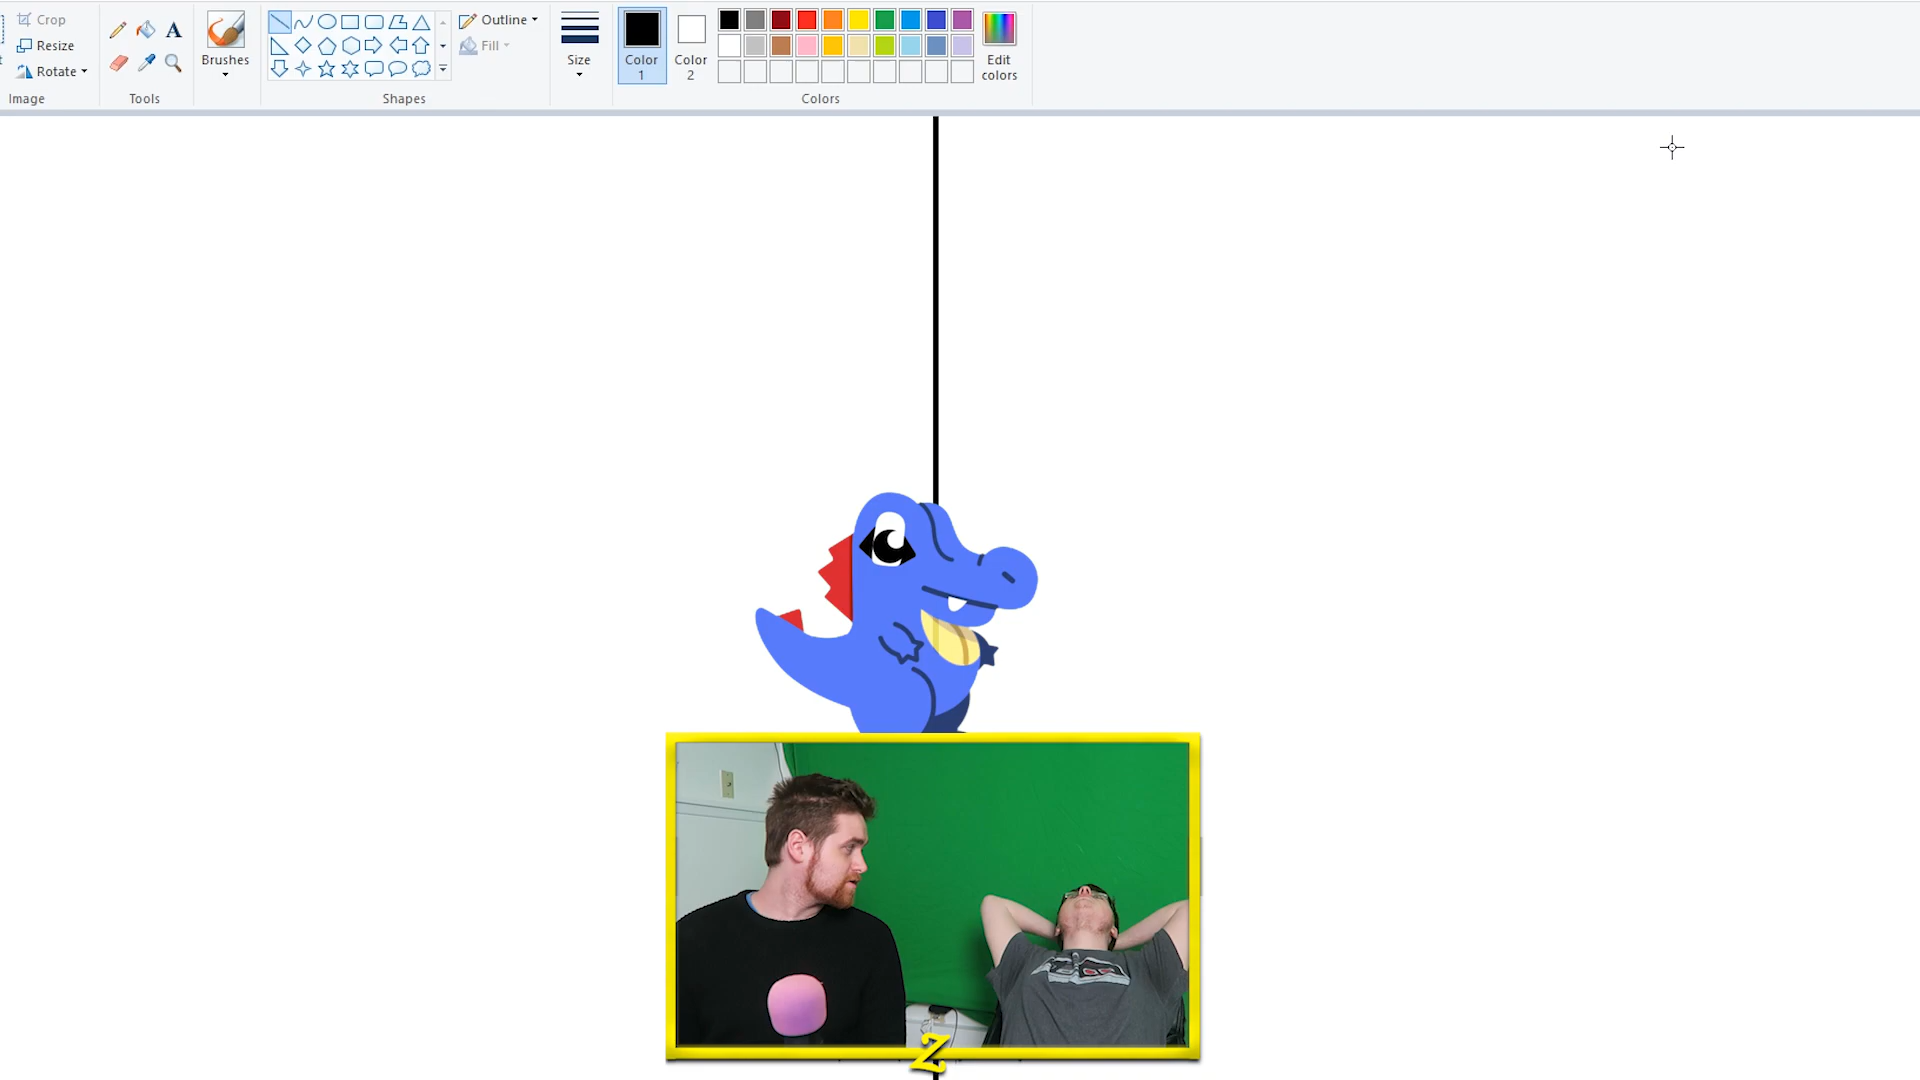 Crop
Resize
Rotate
Image
Tools
Brushes
Shapes
Outline
Fill
Size
Color
1
Color
2
Edit
colors
Colors
A
Z